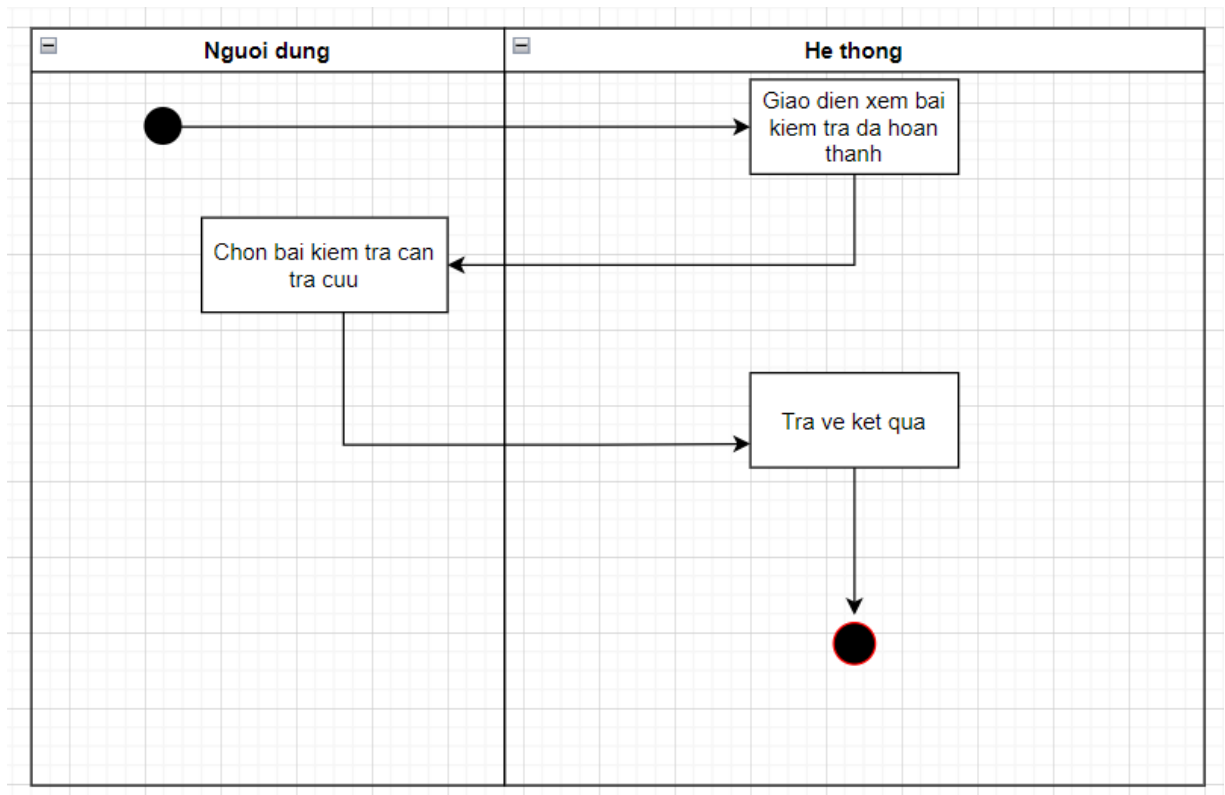 Nguoi dung
He thong
Giao dien xem bai
kiem tra da hoan
thanh
Chon bai kiem tra can
tra cuu
Tra ve ket qua